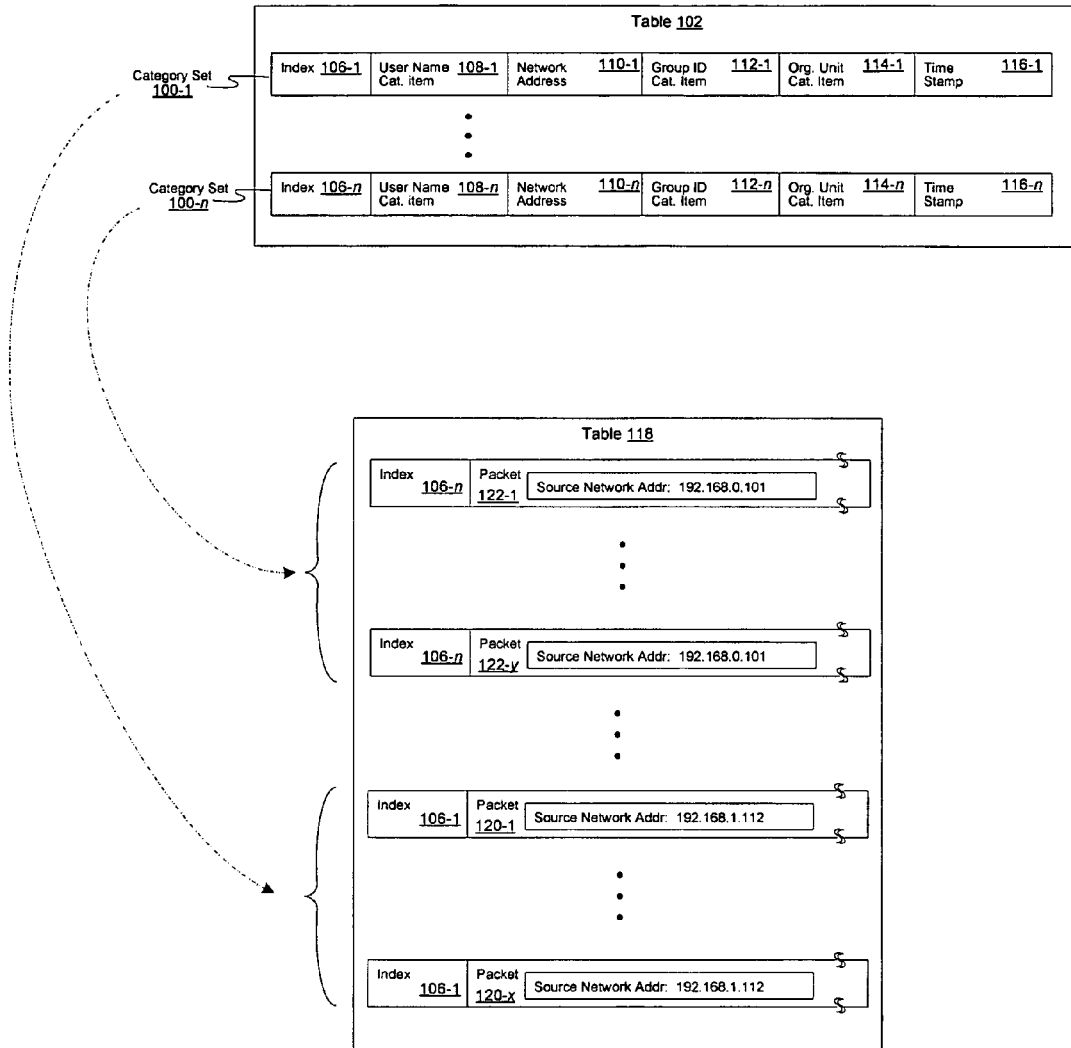 Table 102
Category Set
100-1
Index 106-1
User Name 108-1
Cat. item
Network 110-1
Address
Group ID 112-1
Cat. Item
Org. Unit 114-1
Cat. Item
Time 116-1
Stamp
Category Set
100-n
Index 106-n
User Name 108-n
Cat. item
Network 110-n
Address
Group ID 112-n
Cat. Item
Org. Unit 114-n
Cat. Item
Time 116-n
Stamp
Table 118
Index
106-n
Packet
122-1
Source Network Addr: 192.168.0.101
Index
106-n
Packet
122-y
Source Network Addr: 192.168.0.101
Index
106-1
Packet
120-1
Source Network Addr: 192.168.1.112
Index
106-1
Packet
120-x
Source Network Addr: 192.168.1.112